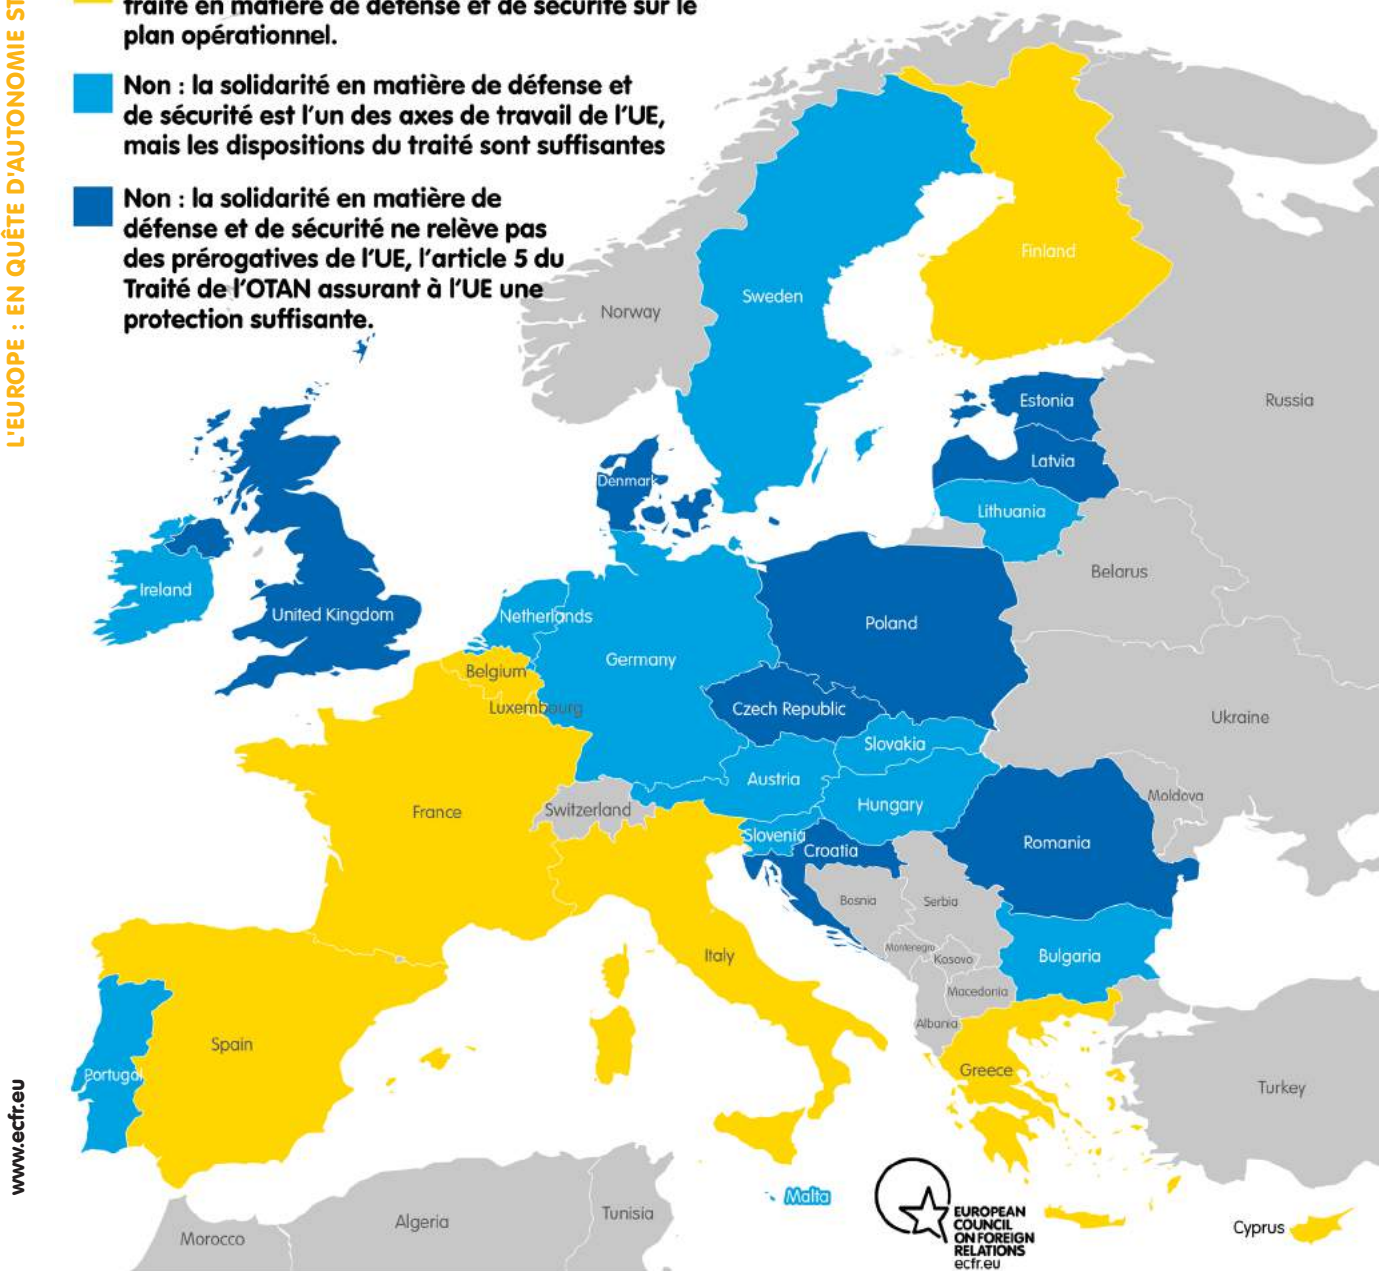 traité en matière de défense et de sécurité sur le
plan opérationnel.
Non : la solidarité en matière de défense et
de sécurité est l'un des axes de travail de l'UE,
mais les dispositions du traité sont suffisantes
Non : la solidarité en matière de
défense et de sécurité ne relève pas
des prérogatives de l'UE, l'article 5 du
Traité de l'OTAN assurant à l'UE une
protection suffisante.
L'EUROPE : EN QUÊTE D'AUTONOMIE ST
www.ecfr.eu
Finland
Sweden
Norway
Estonia
Russia
Latvia
Denmark
Lithuania
Belarus
Ireland
United Kingdom
Netherlands
Poland
Germany
Belgium
Luxembourg
Czech Republic
Ukraine
Slovakia
Austria
Hungary
Moldova
France
Switzerland
Slovenia
Croatia
Romania
Bosnia
Serbia
Montenegro
Kosovo
Italy
Bulgaria
Macedonia
Albania
Spain
Portugal
Greece
Turkey
Malta
EUROPEAN
COUNCIL
ON FOREIGN
RELATIONS
ecfr.eu
Cyprus
Tunisia
Algeria
Morocco